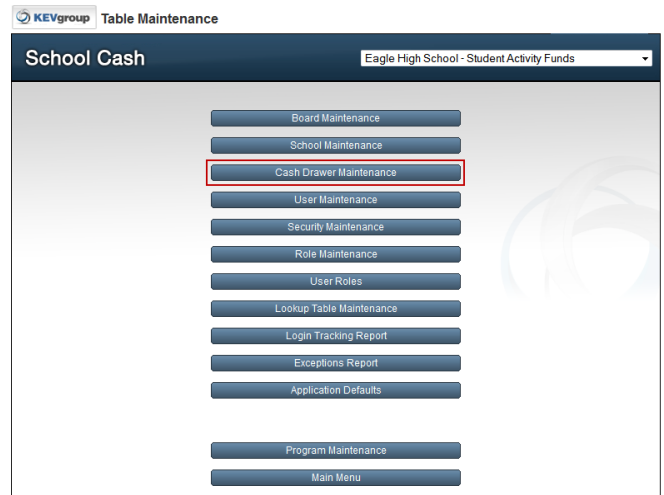 KEVgroup Table Maintenance
School Cash
Eagle High School - Student Activity Funds
Board Maintenance
School Maintenance
Cash Drawer Maintenance
User Maintenance
Security Maintenance
Role Maintenance
User Roles
Lookup Table Maintenance
Login Tracking Report
Exceptions Report
Application Defaults
Program Maintenance
Main Menu